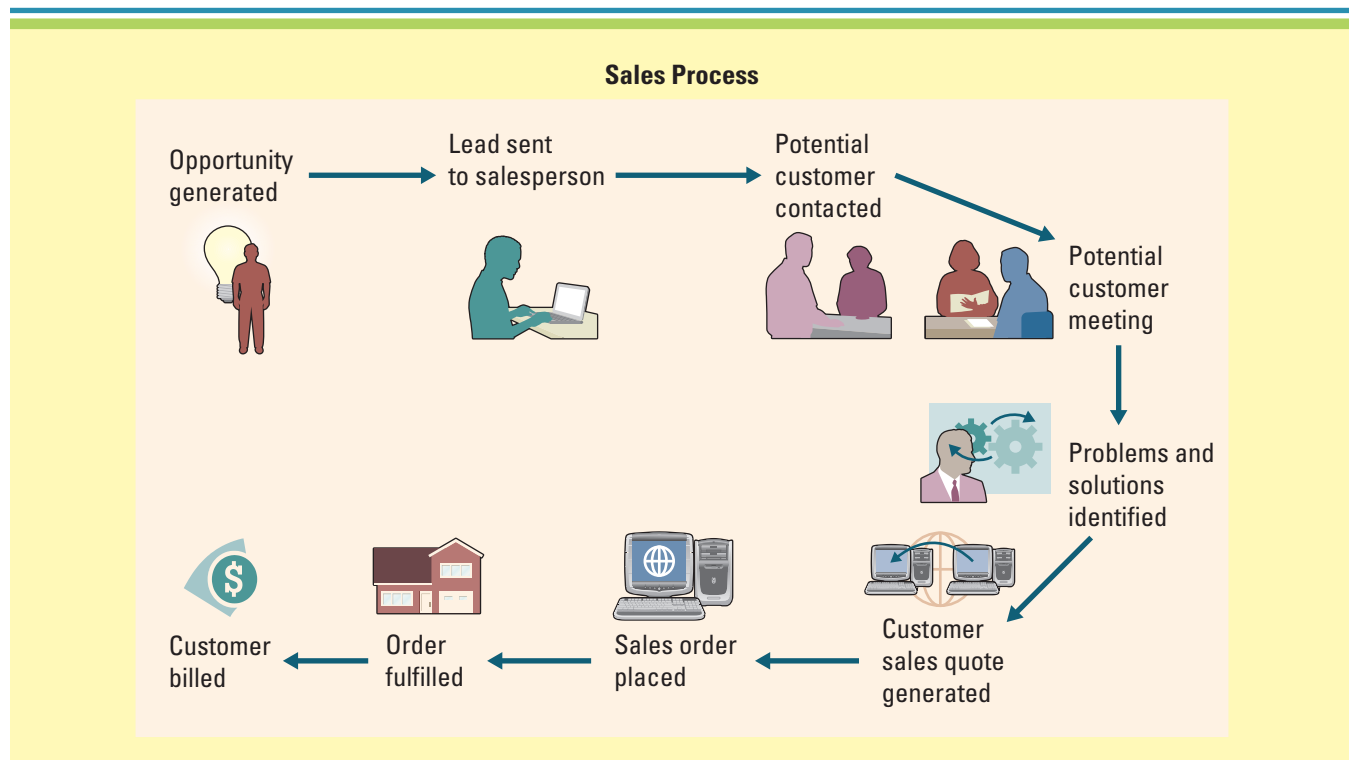 Sales Process
Opportunity
generated
Lead sent
to salesperson
Potential
customer
contacted
Potential
customer
meeting
Problems and
solutions
identified
Customer
sales quote
generated
Sales order
placed
Order
fulfilled
Customer
billed
$